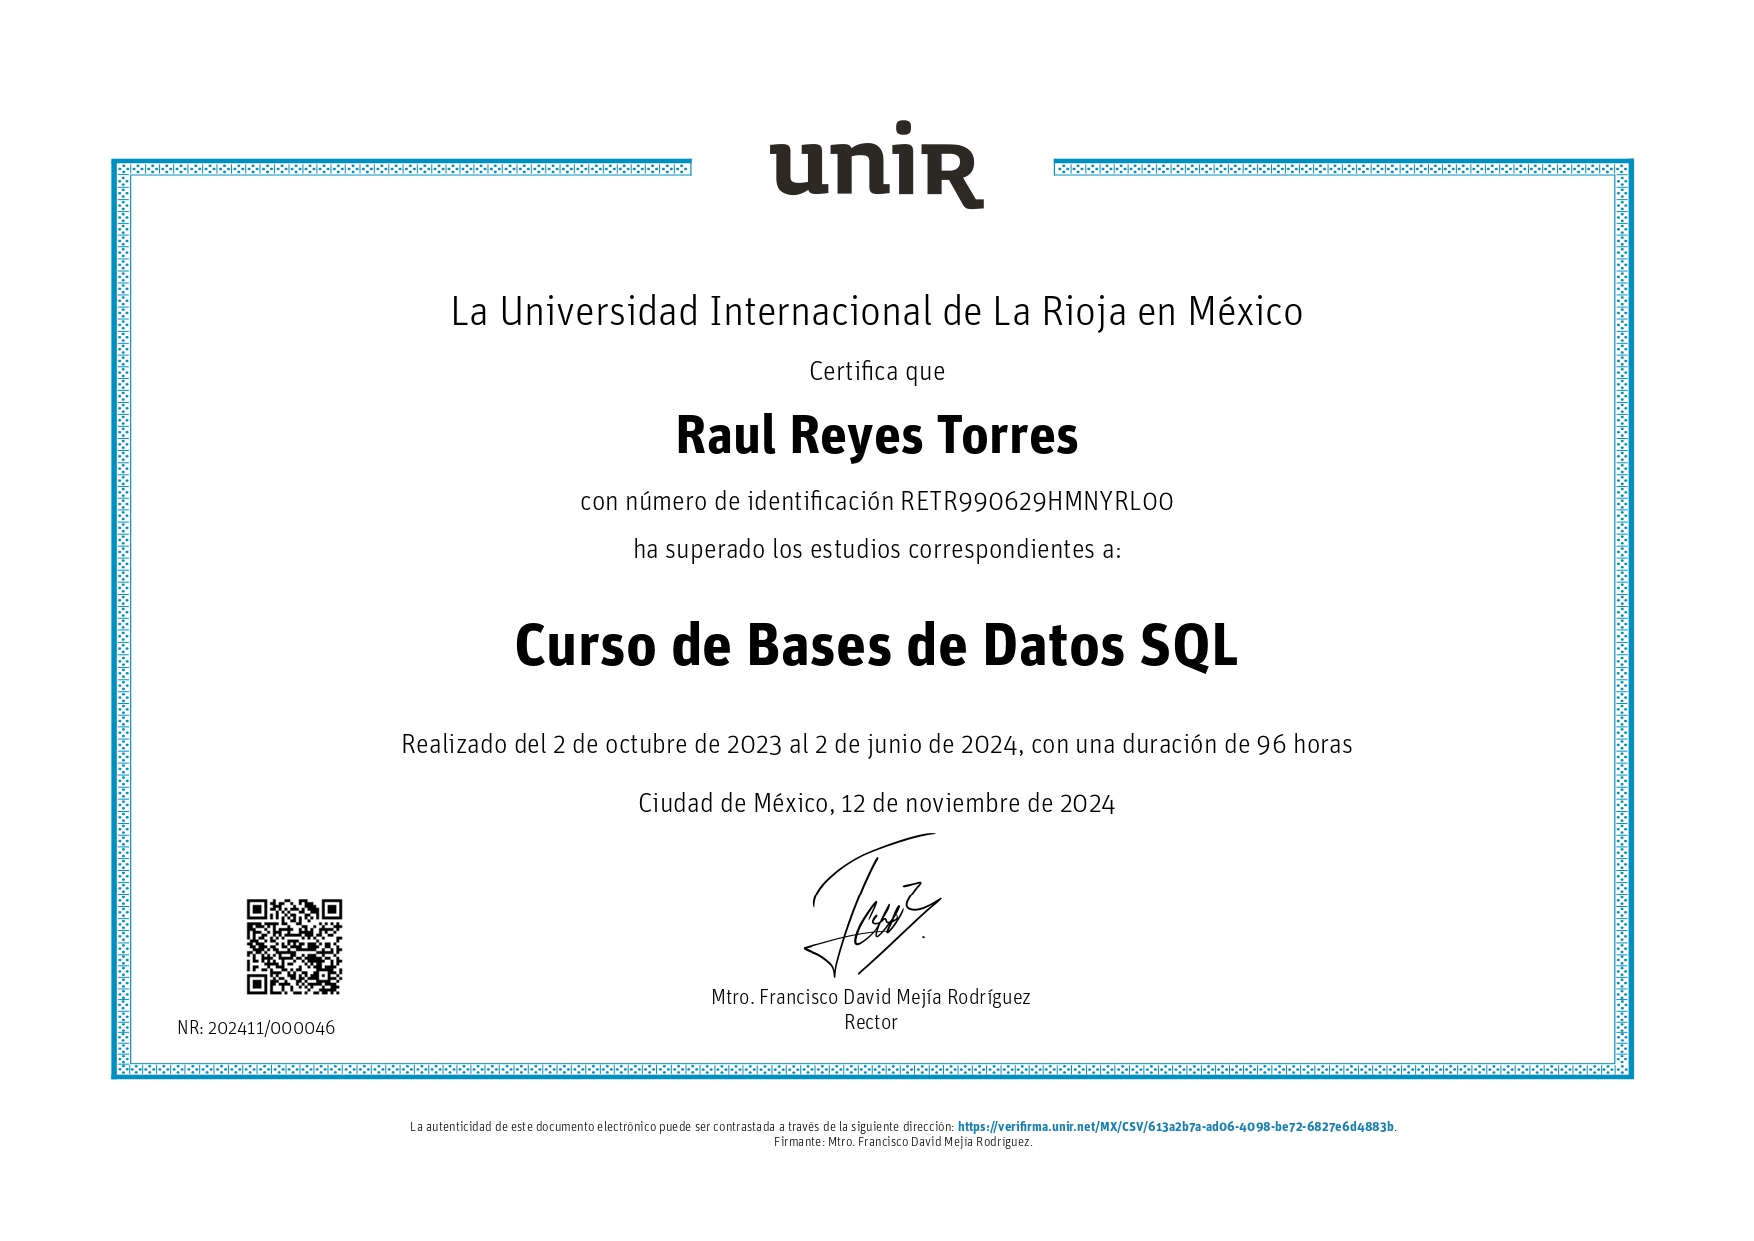 unir
La Universidad Internacional de La Rioja en México
Certifica que
Raul Reyes Torres
con número de identificación RETR990629HMNYRL00
ha superado los estudios correspondientes a:
Curso de Bases de Datos SQL
Realizado del 2 de octubre de 2023 al 2 de junio de 2024, con una duración de 96 horas
Ciudad de México, 12 de noviembre de 2024
Mtro. Francisco David Mejía Rodríguez
Rector
NR: 202411/000046
La autenticidad de este documento electrónico puede ser contrastada a través de la siguiente dirección: https://verifirma.unir.net/MX/CSV/613a2b7a-ad06-4098-be72-6827e6d4883b.
Firmante: Mtro. Francisco David Mejía Rodríguez.